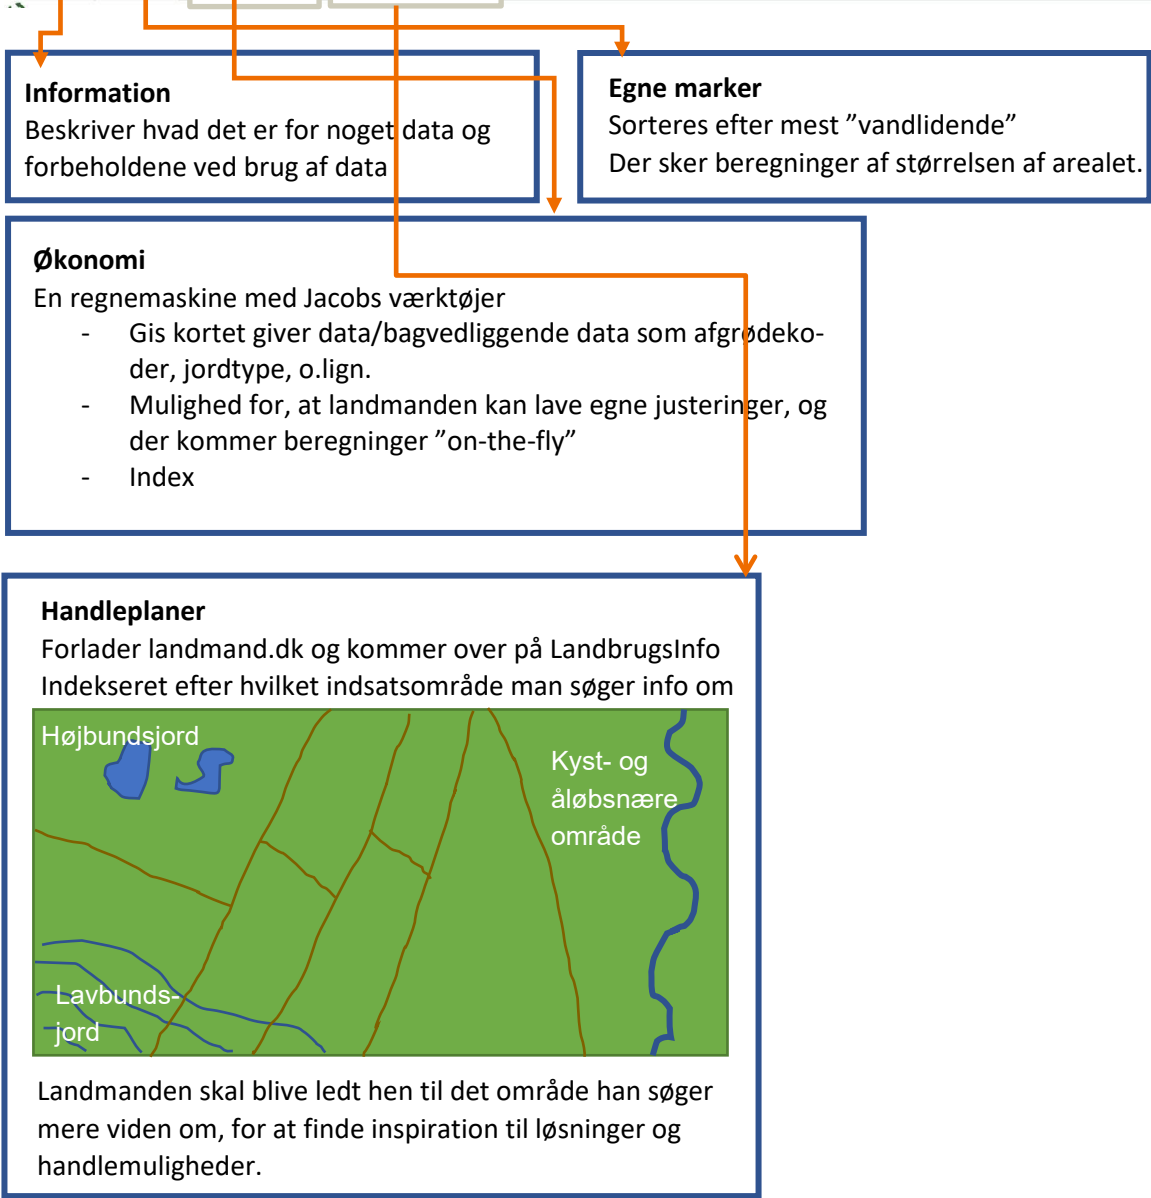 Information
Beskriver hvad det er for noget data og
forbeholdene ved brug af data
Egne marker
Sorteres efter mest ”vandlidende”
Der sker beregninger af størrelsen af arealet.
Økonomi
En regnemaskine med Jacobs værktøjer
- Gis kortet giver data/bagvedliggende data som afgrødeko-
der, jordtype, o.lign.
- Mulighed for, at landmanden kan lave egne justeringer, og
der kommer beregninger ”on-the-fly”
- Index
Handleplaner
Forlader landmand.dk og kommer over på LandbrugsInfo
Indekseret efter hvilket indsatsområde man søger info om
Højbundsjord
Kyst- og
åløbsnære
område
Lavbunds-
jord
Landmanden skal blive ledt hen til det område han søger
mere viden om, for at finde inspiration til løsninger og
handlemuligheder.